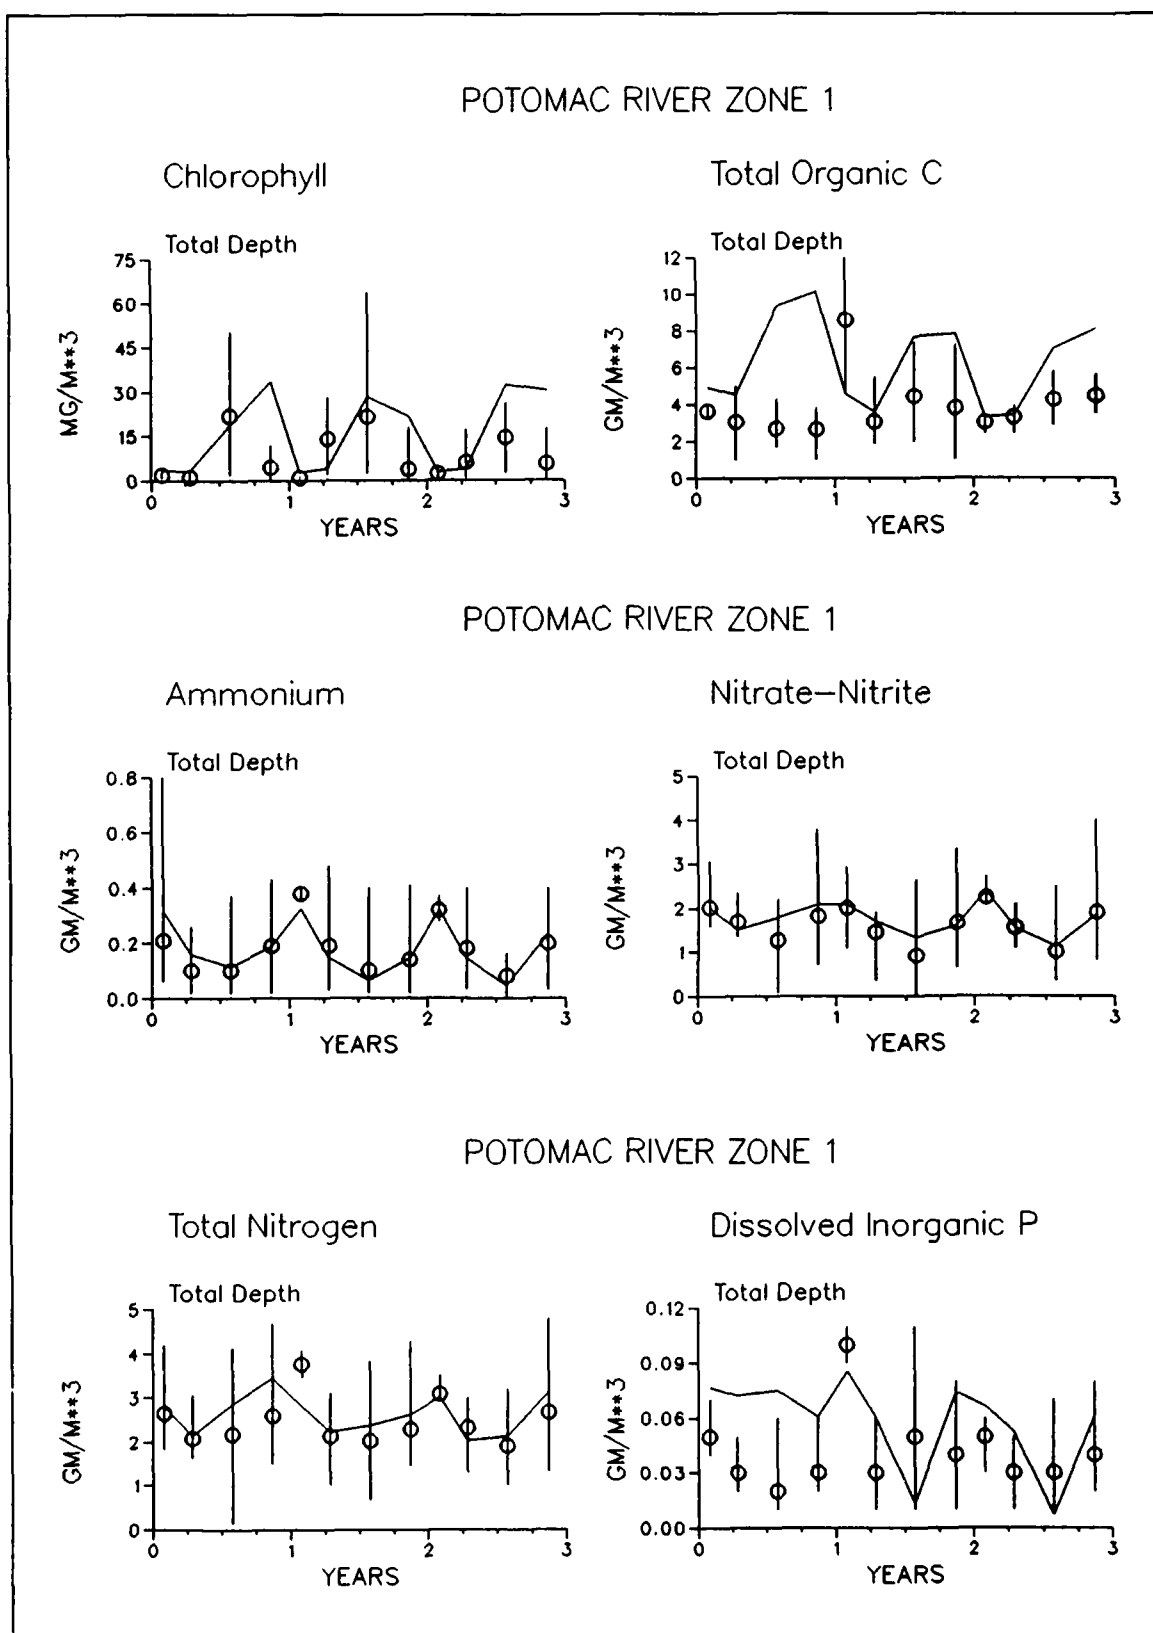 POTOMAC RIVER ZONE 1
Chlorophyll
Total Depth
75
60
45
30
15
0
MG/M**3
0 1 2 3
YEARS
Total Organic C
Total Depth
12
10
8
6
4
2
0
GM/M**3
0 1 2 3
YEARS
POTOMAC RIVER ZONE 1
Ammonium
Total Depth
0.8
0.6
0.4
0.2
0.0
GM/M**3
0 1 2 3
YEARS
Nitrate-Nitrite
Total Depth
5
4
3
2
1
0
GM/M**3
0 1 2 3
YEARS
POTOMAC RIVER ZONE 1
Total Nitrogen
Total Depth
5
4
3
2
1
0
GM/M**3
0 1 2 3
YEARS
Dissolved Inorganic P
Total Depth
0.12
0.09
0.06
0.03
0.00
GM/M**3
0 1 2 3
YEARS